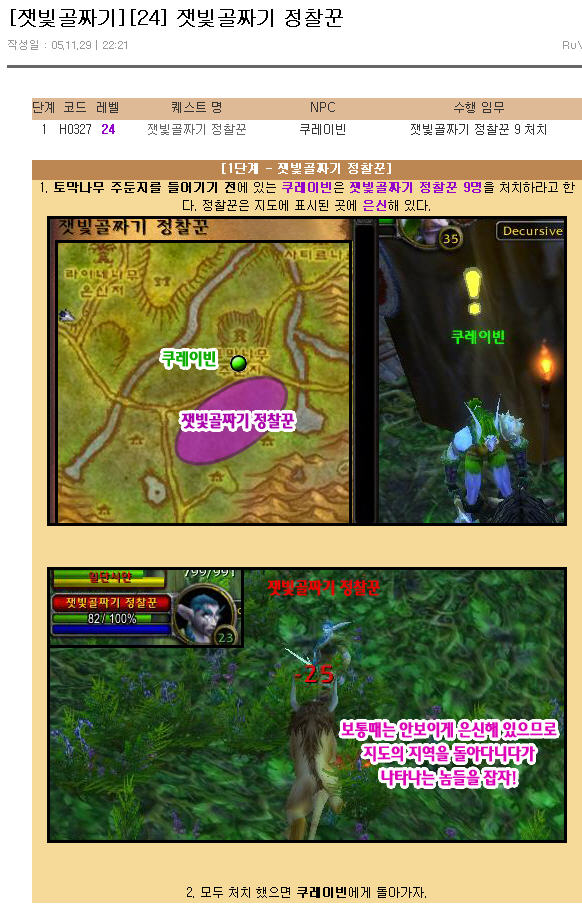 [잿빛골짜기][24] 잿빛골짜기 정찰꾼
작성일 : 05.11.29 | 22:21
단계 코드 레벨 퀘스트 명 NPC 수행 임무
1 H0327 24 잿빛골짜기 정찰꾼 쿠레이빈 잿빛골짜기 정찰꾼 9 처치
[1단계 - 잿빛골짜기 정찰꾼]
1. 토막나무 주둔지를 들어가기 전에 있는 쿠레이빈은 잿빛골짜기 정찰꾼 9명을 처치하라고 한
다. 정찰꾼은 지도에 표시된 곳에 은신해 있다.
잿빛골짜기 정찰꾼
사티르나무
라이네나무
은신지
쿠레이빈
잿빛골짜기 정찰꾼
35
Decursive
쿠레이빈
일단시안
799/991
잿빛골짜기 정찰꾼
82/ 100%
23
잿빛골짜기 정찰꾼
-25
보통때는 안보이게 은신해 있으므로
지도의 지역을 돌아다니다가
나타나는 놈들을 잡자!
2. 모두 처치 했으면 쿠레이빈에게 돌아가자.